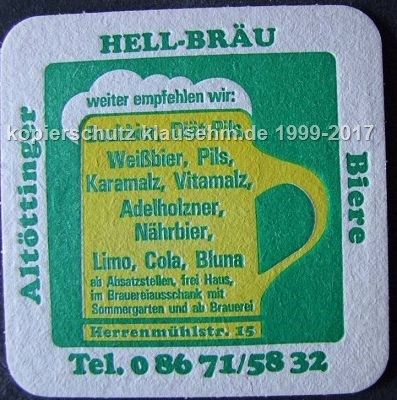 HELL-BRÄU
Altöttinger
Biere
weiter empfehlen wir:
Diät-Pils,
kopierschutz klausehm.de 1999-2017
Weißbier, Pils,
Karamalz, Vitamalz,
Adelholzner,
Nährbier,
Limo, Cola, Bluna
ab Absatzstellen, frei Haus,
im Brauereiausschank mit
Sommergarten und ab Brauerei
Herrenmühlstr. 15
Tel. 0 86 71/58 32